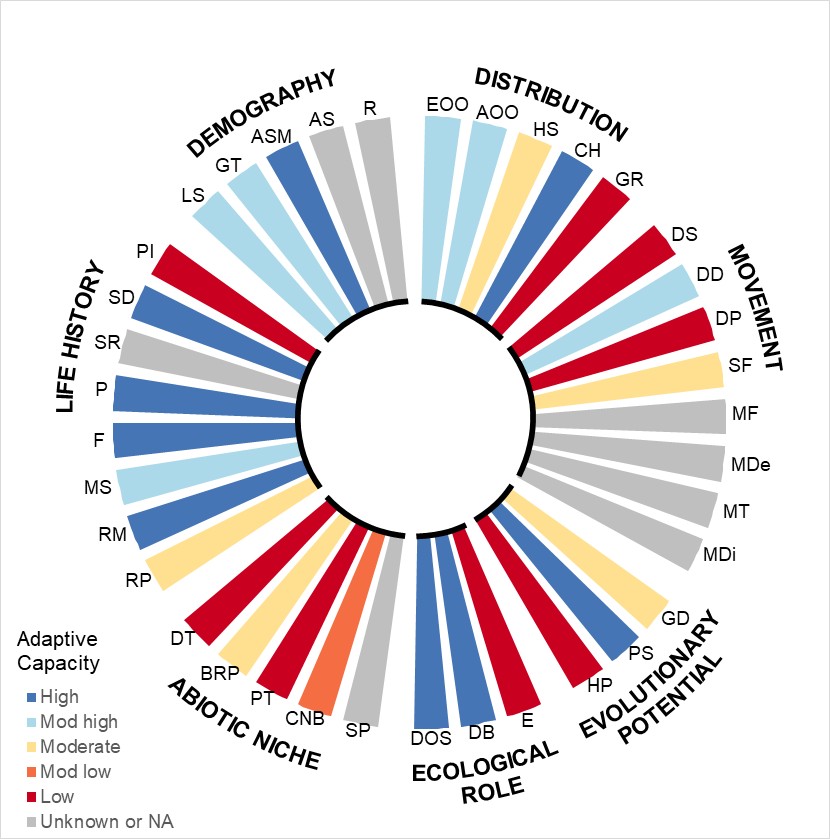 DISTRIBUTION
EOO
AOO
HS
CH
GR
MOVEMENT
DS
DD
DP
SF
MF
MDe
MT
MDi
EVOLUTIONARY
POTENTIAL
GD
PS
HP
ECOLOGICAL
ROLE
E
DB
DOS
ABIOTIC NICHE
SP
CNB
PT
BRP
DT
LIFE HISTORY
RP
RM
MS
F
P
SR
SD
PI
DEMOGRAPHY
LS
GT
ASM
AS
R
Adaptive
Capacity
High
Mod high
Moderate
Mod low
Low
Unknown or NA